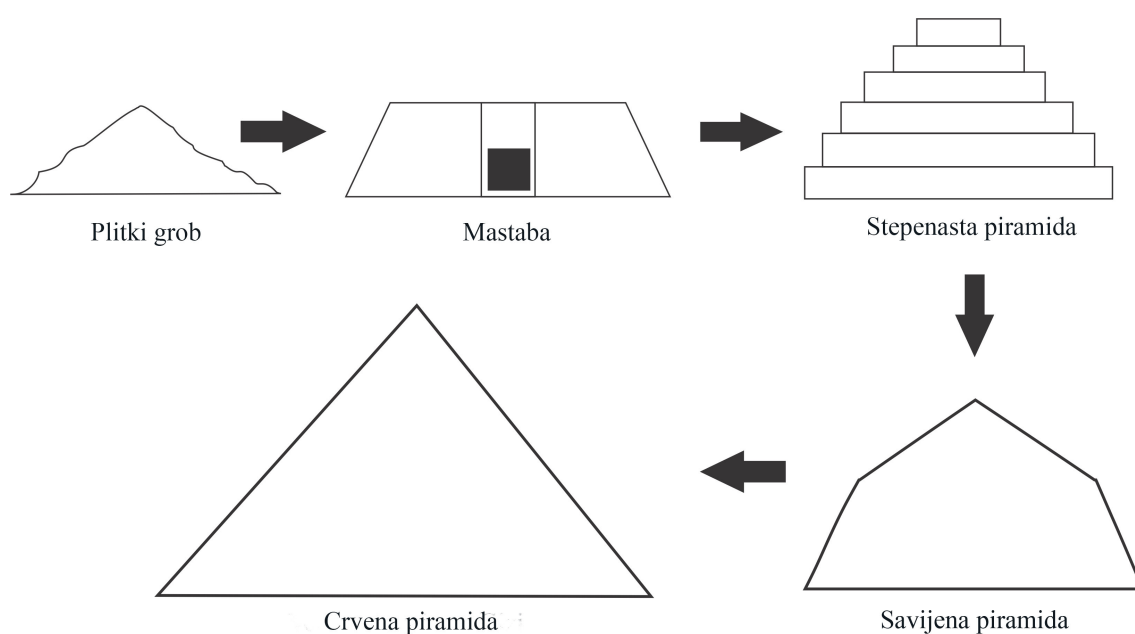 Plitki grob
Mastaba
Stepenasta piramida
Crvena piramida
Savijena piramida